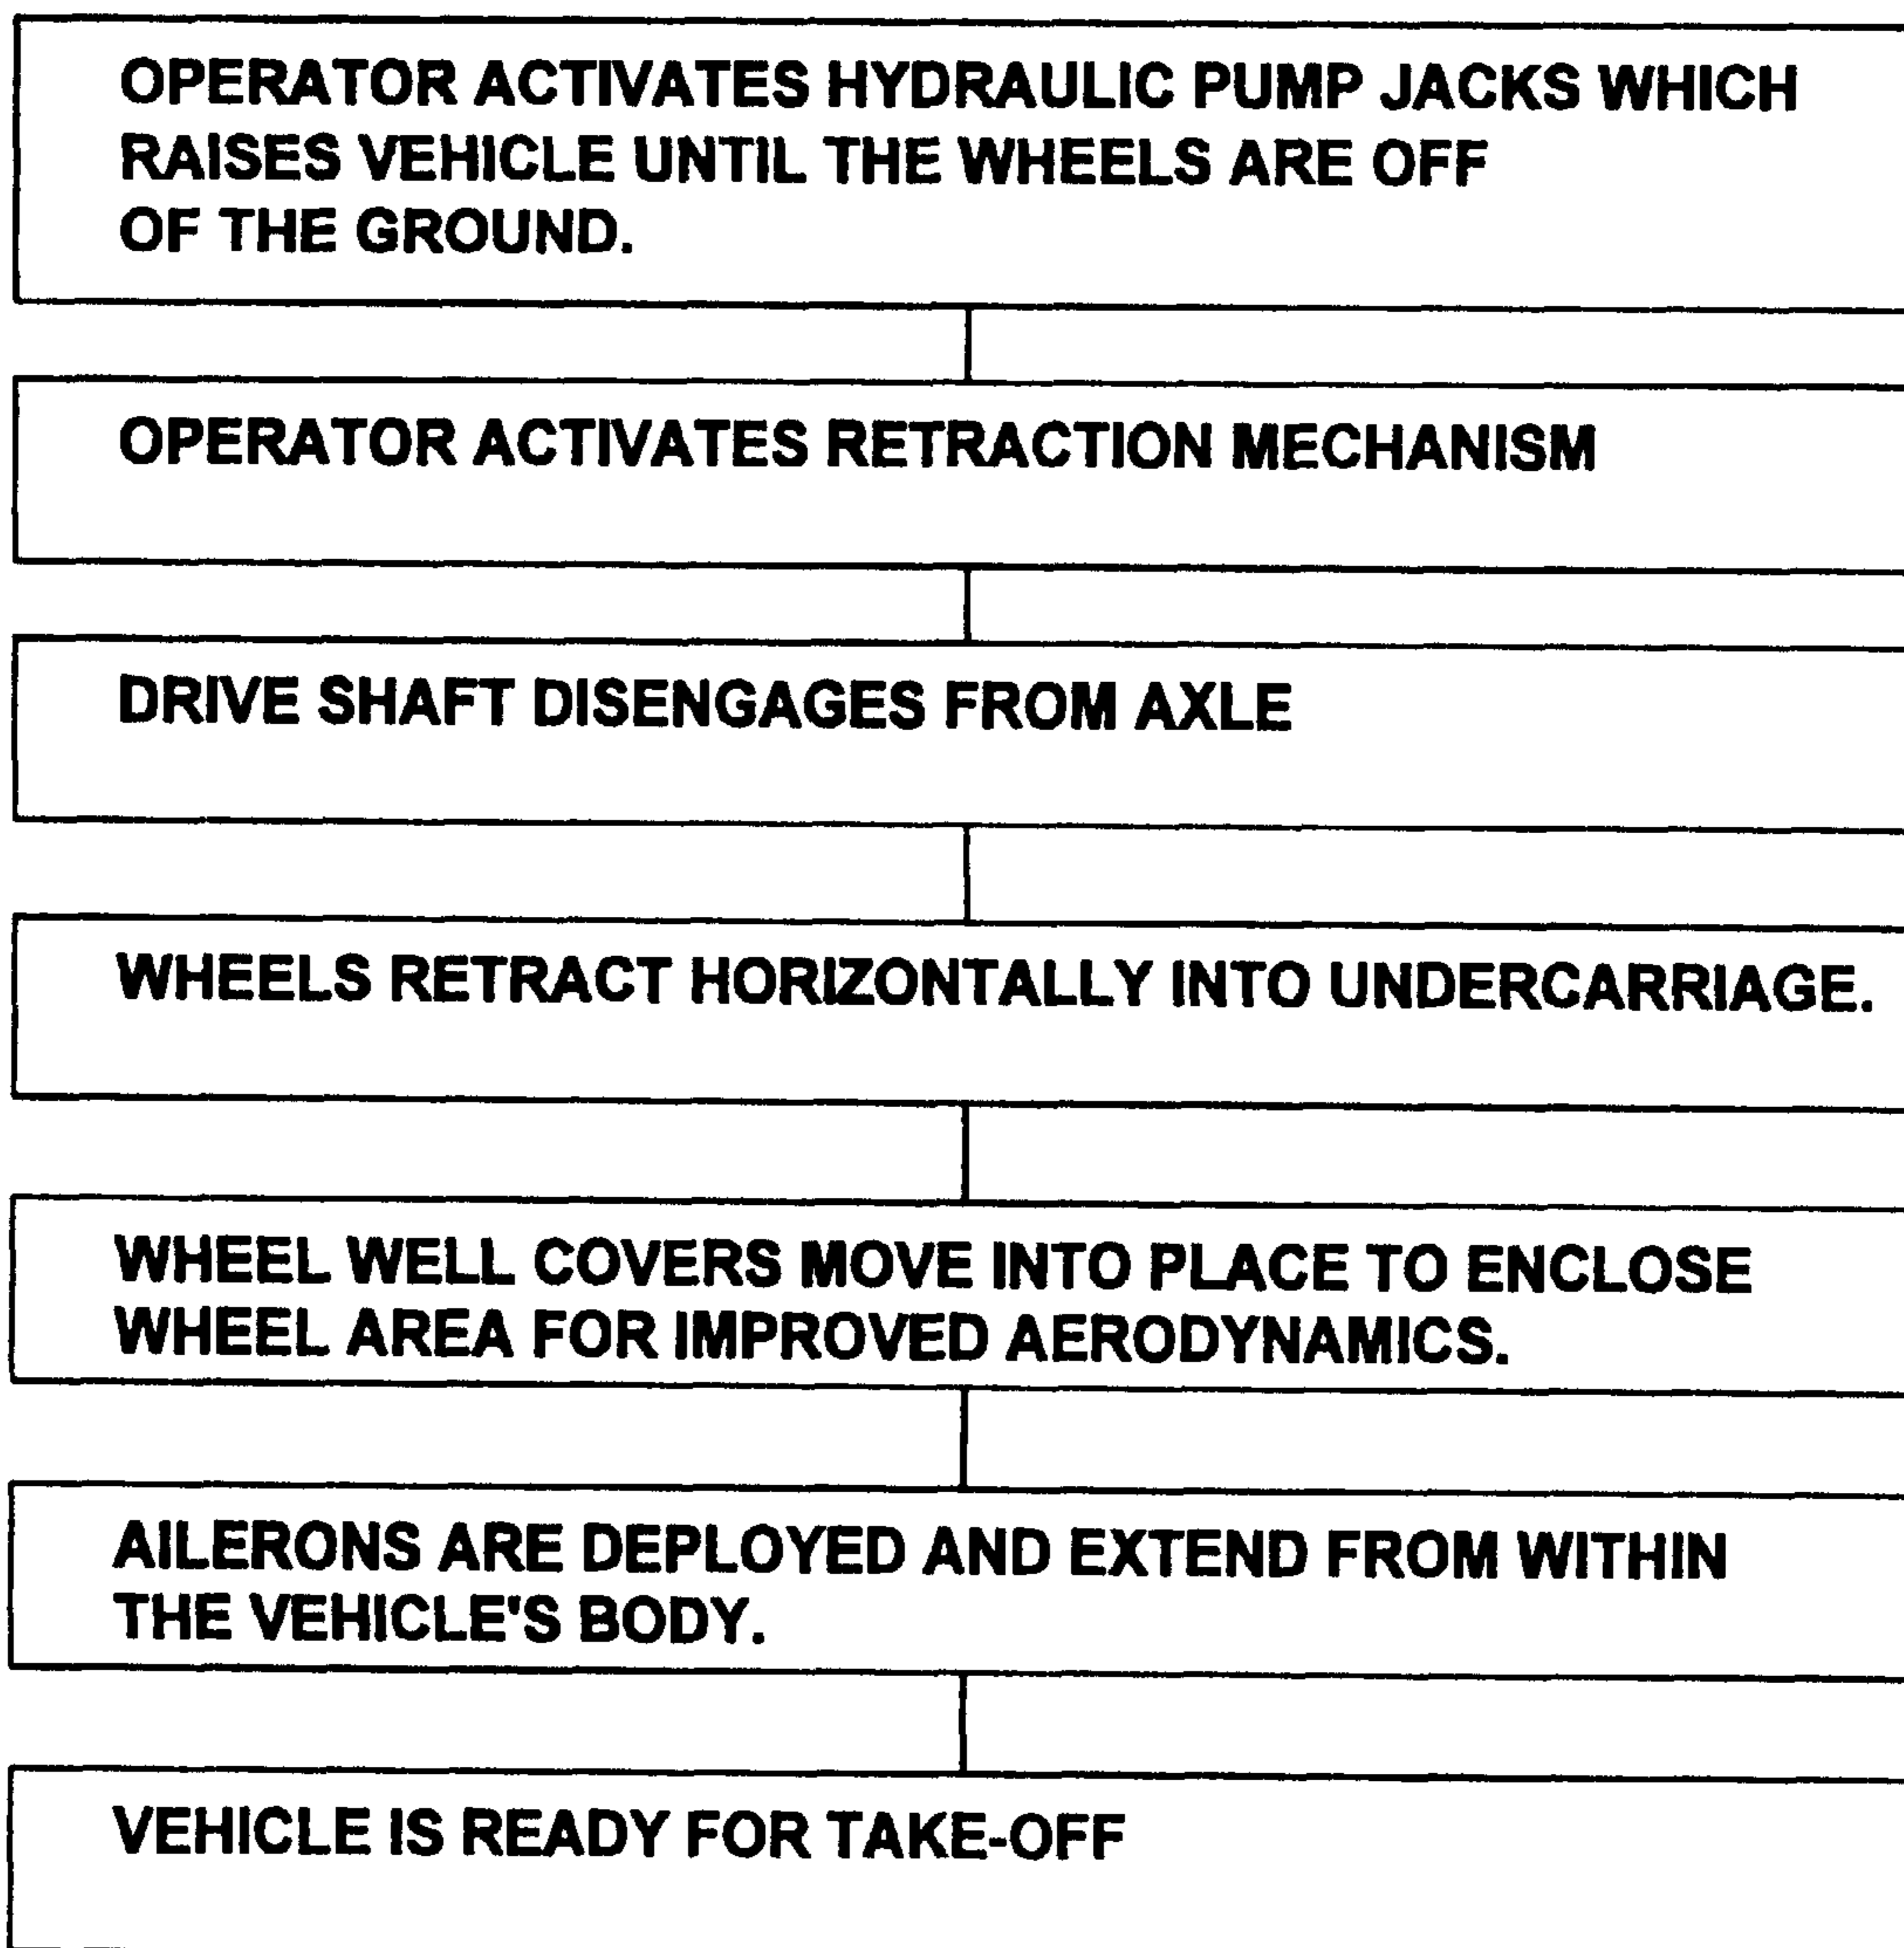 OPERATOR ACTIVATES HYDRAULIC PUMP JACKS WHICH
RAISES VEHICLE UNTIL THE WHEELS ARE OFF
OF THE GROUND.
OPERATOR ACTIVATES RETRACTION MECHANISM
DRIVE SHAFT DISENGAGES FROM AXLE
WHEELS RETRACT HORIZONTALLY INTO UNDERCARRIAGE.
WHEEL WELL COVERS MOVE INTO PLACE TO ENCLOSE
WHEEL AREA FOR IMPROVED AERODYNAMICS.
AILERONS ARE DEPLOYED AND EXTEND FROM WITHIN
THE VEHICLE'S BODY.
VEHICLE IS READY FOR TAKE-OFF